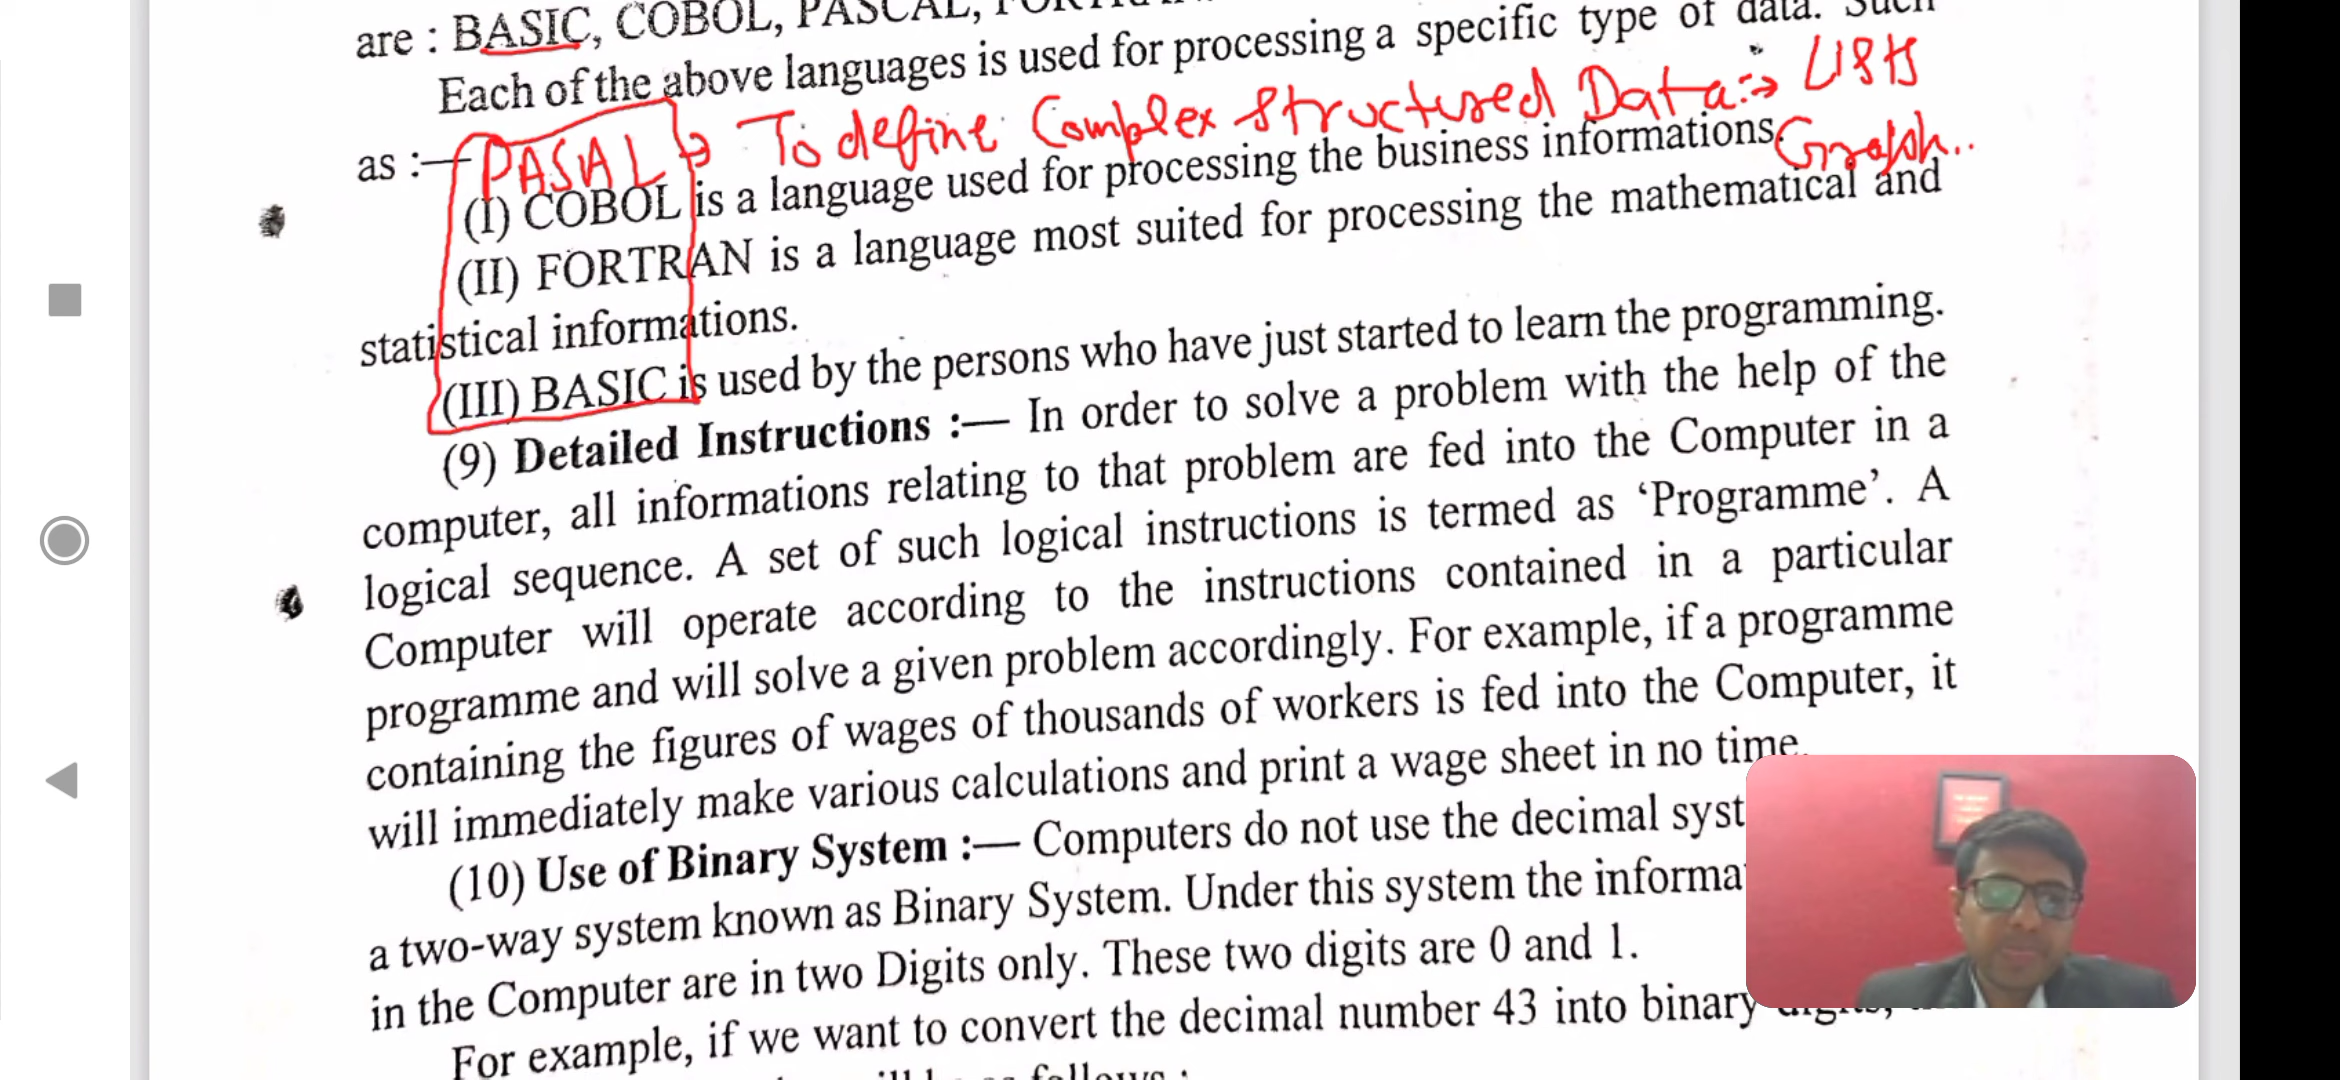 are : BASIC, COBOL, PASCAL,
Each of the above languages is used for processing a specific type of data. Such
as :—
PASAL → To define Complex Structured Data :→ Lists
Graph..
(I) COBOL is a language used for processing the business informations.
(II) FORTRAN is a language most suited for processing the mathematical and
statistical informations.
(III) BASIC is used by the persons who have just started to learn the programming.
(9) Detailed Instructions :— In order to solve a problem with the help of the
computer, all informations relating to that problem are fed into the Computer in a
logical sequence. A set of such logical instructions is termed as ‘Programme’. A
Computer will operate according to the instructions contained in a particular
programme and will solve a given problem accordingly. For example, if a programme
containing the figures of wages of thousands of workers is fed into the Computer, it
will immediately make various calculations and print a wage sheet in no time.
(10) Use of Binary System :— Computers do not use the decimal syst
a two-way system known as Binary System. Under this system the informa
in the Computer are in two Digits only. These two digits are 0 and 1.
For example, if we want to convert the decimal number 43 into binary
follows :